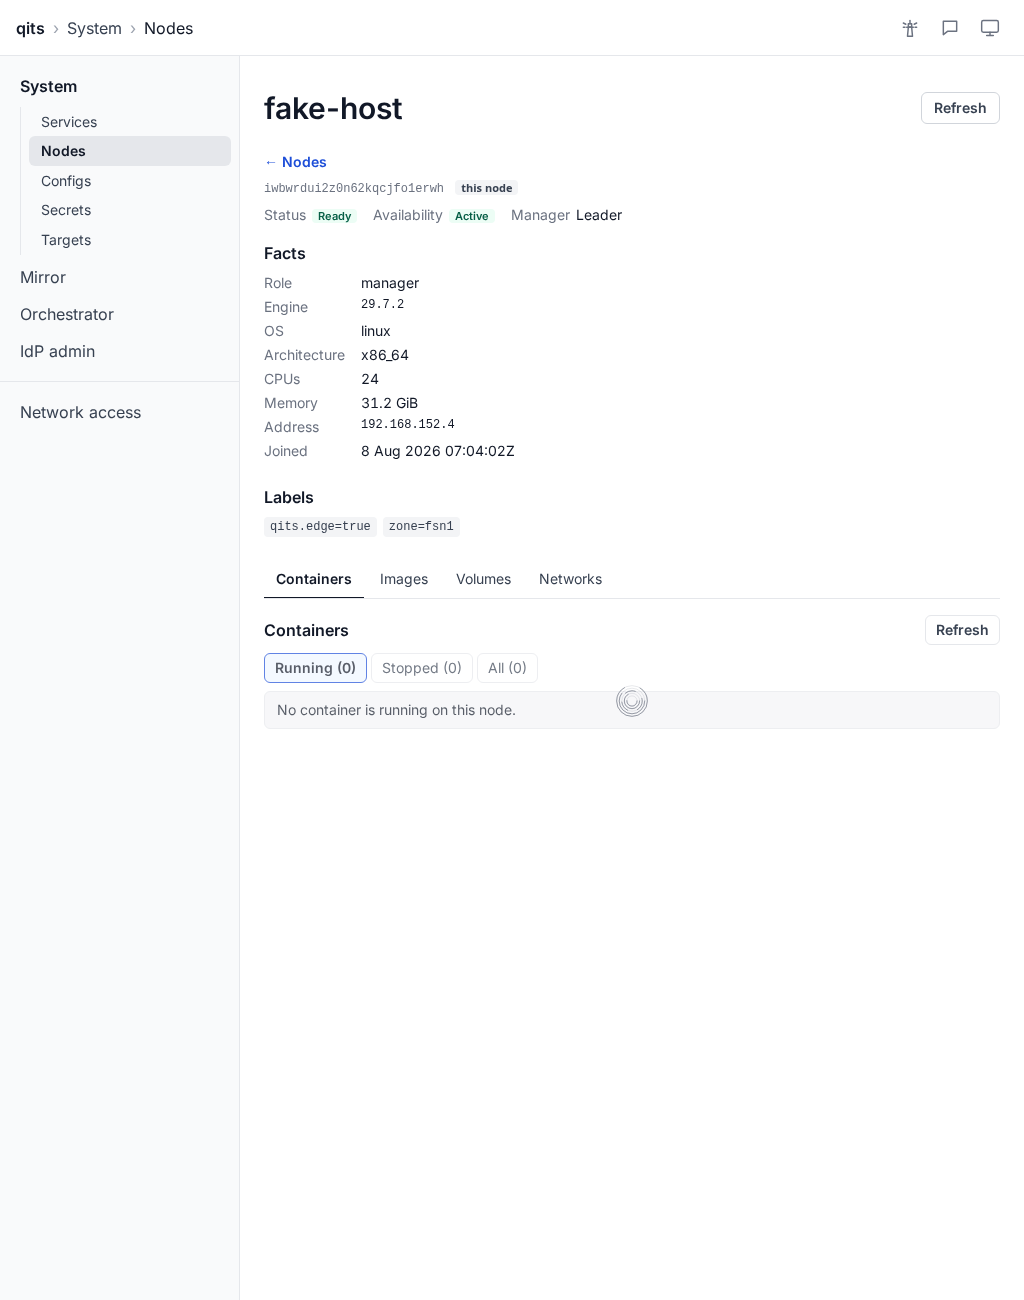 qits › System › Nodes
System
Services
Nodes
Configs
Secrets
Targets
Mirror
Orchestrator
IdP admin
Network access
fake-host
Refresh
← Nodes
iwbwrdui2z0n62kqcjfo1erwh this node
Status Ready Availability Active Manager Leader
Facts
Role manager
Engine 29.7.2
OS linux
Architecture x86_64
CPUs 24
Memory 31.2 GiB
Address 192.168.152.4
Joined 8 Aug 2026 07:04:02Z
Labels
qits.edge=true zone=fsn1
Containers Images Volumes Networks
Containers
Refresh
Running (0) Stopped (0) All (0)
No container is running on this node.